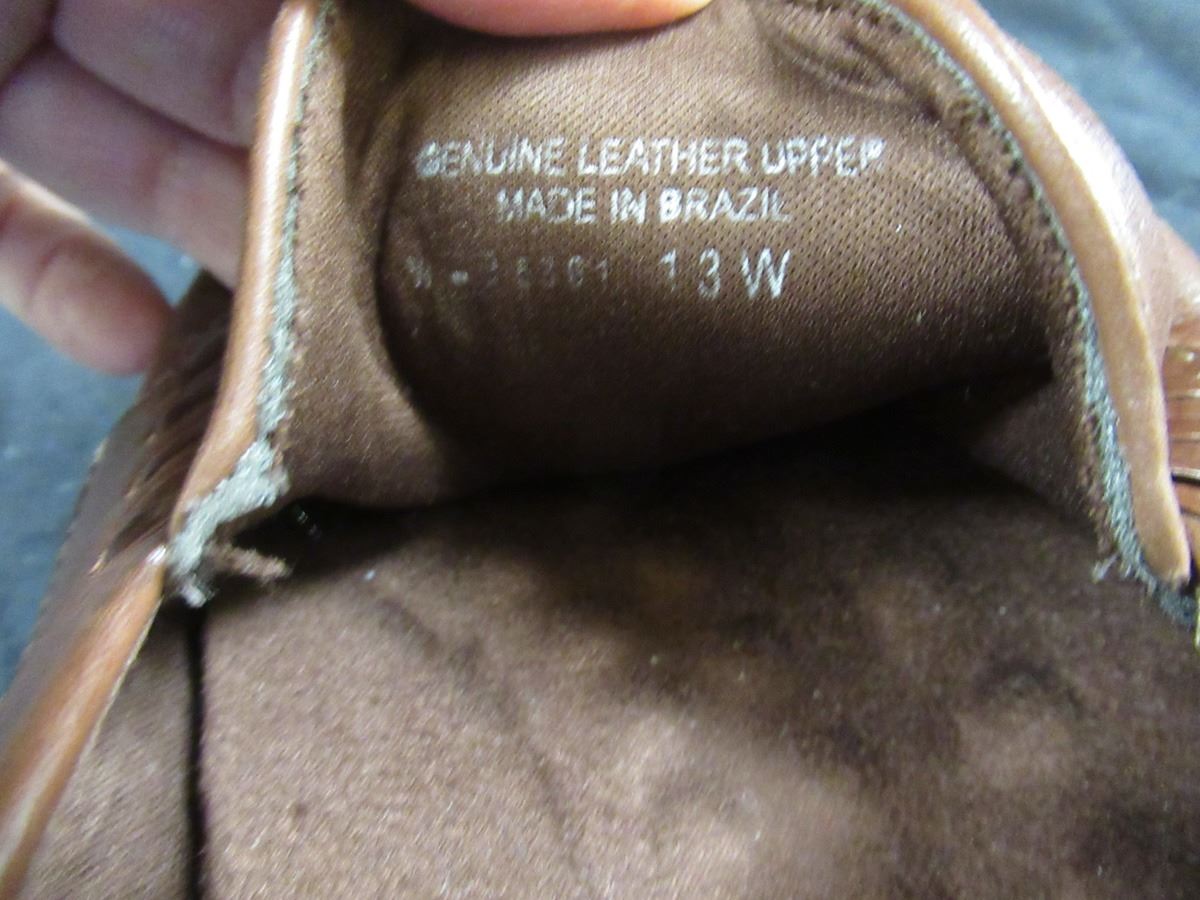 GENUINE LEATHER UPPER
MADE IN BRAZIL
13 W